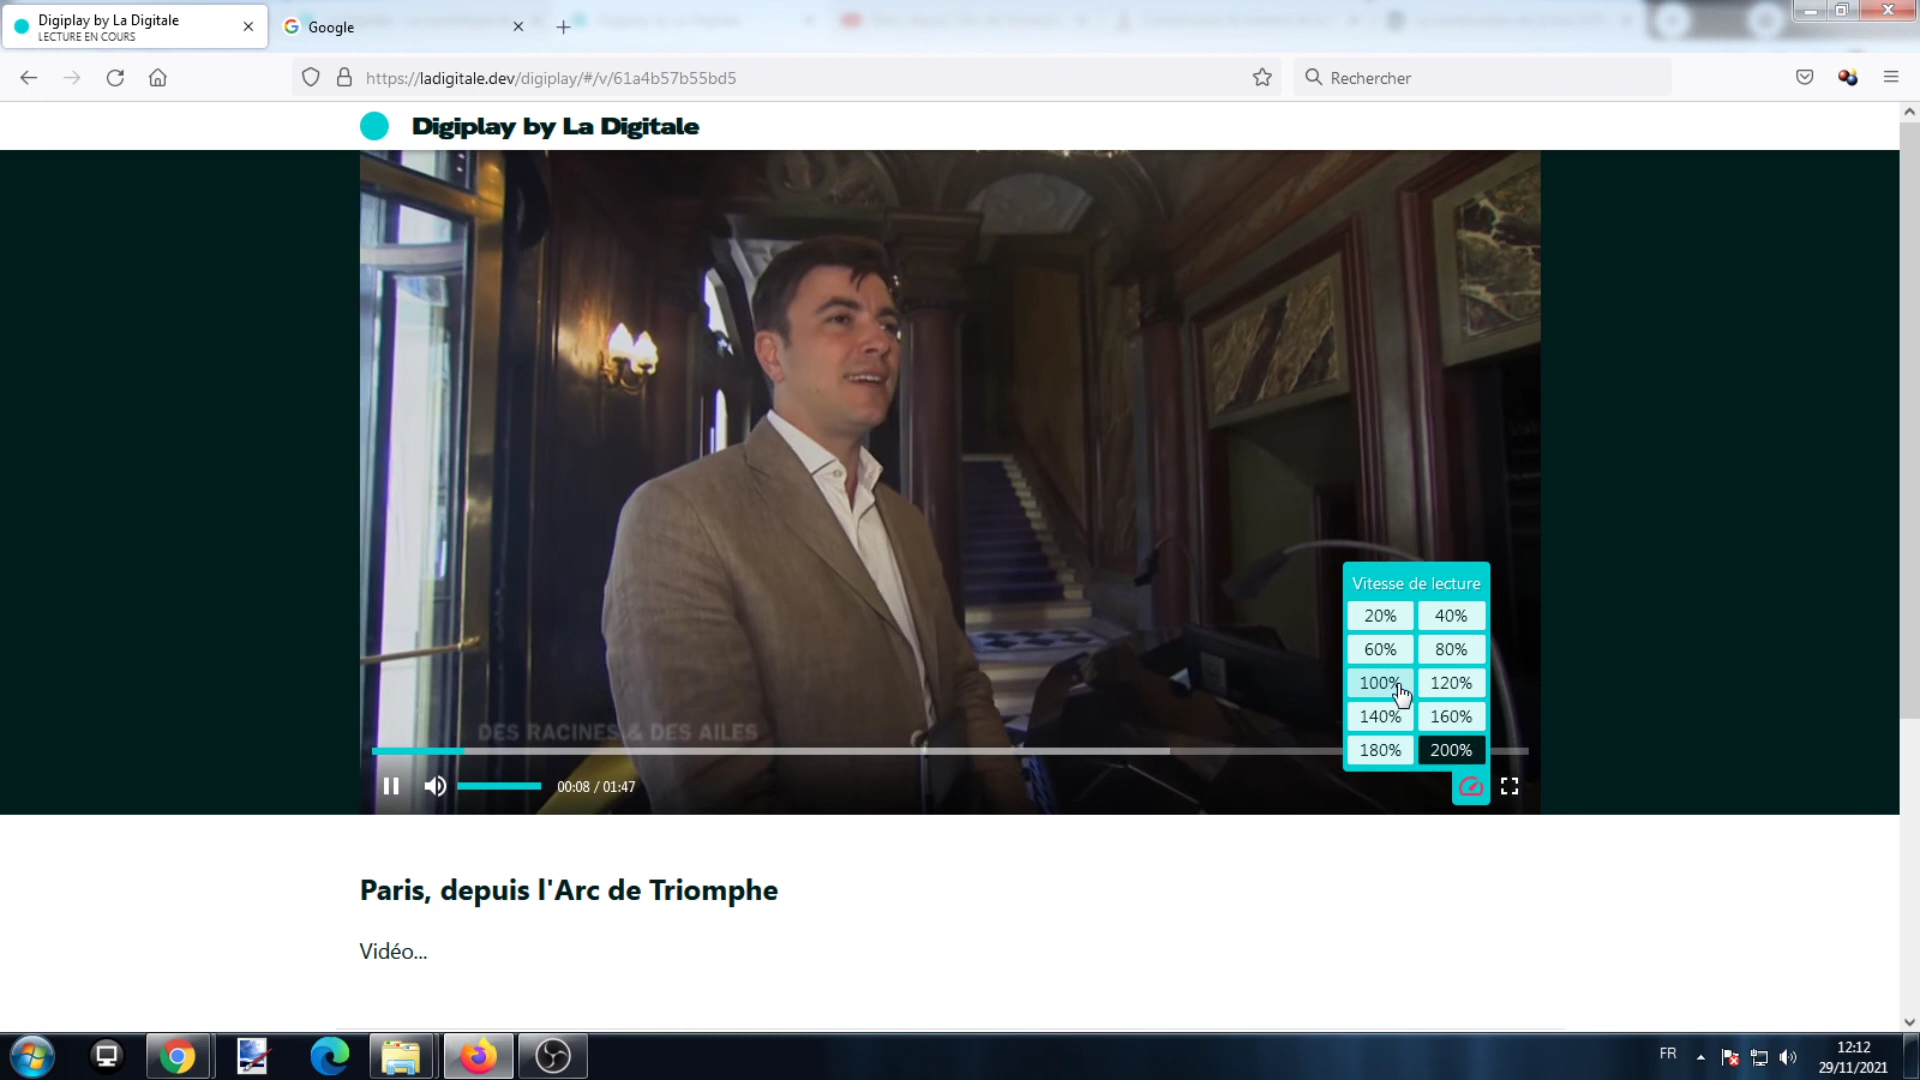 Digiplay by La Digitale
LECTURE EN COURS
Google
https://ladigitale.dev/digiplay/#/v/61a4b57b55bd5
Rechercher
Digiplay by La Digitale
Vitesse de lecture
20% 40%
60% 80%
100% 120%
140% 160%
180% 200%
DES RACINES & DES AILES
00:08 / 01:47
Paris, depuis l'Arc de Triomphe
Vidéo...
FR
12:12
29/11/2021